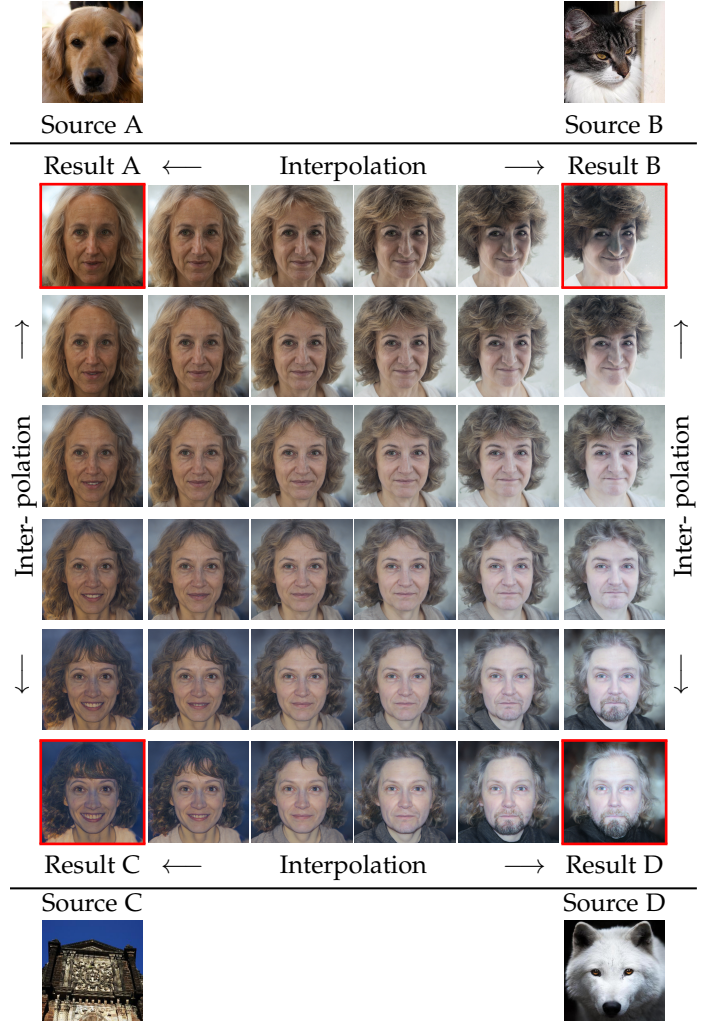 Source A
Source B
Result A ⟵ Interpolation ⟶ Result B
Inter- polation
⟵
⟶
Inter- polation
⟵
⟶
Result C ⟵ Interpolation ⟶ Result D
Source C
Source D